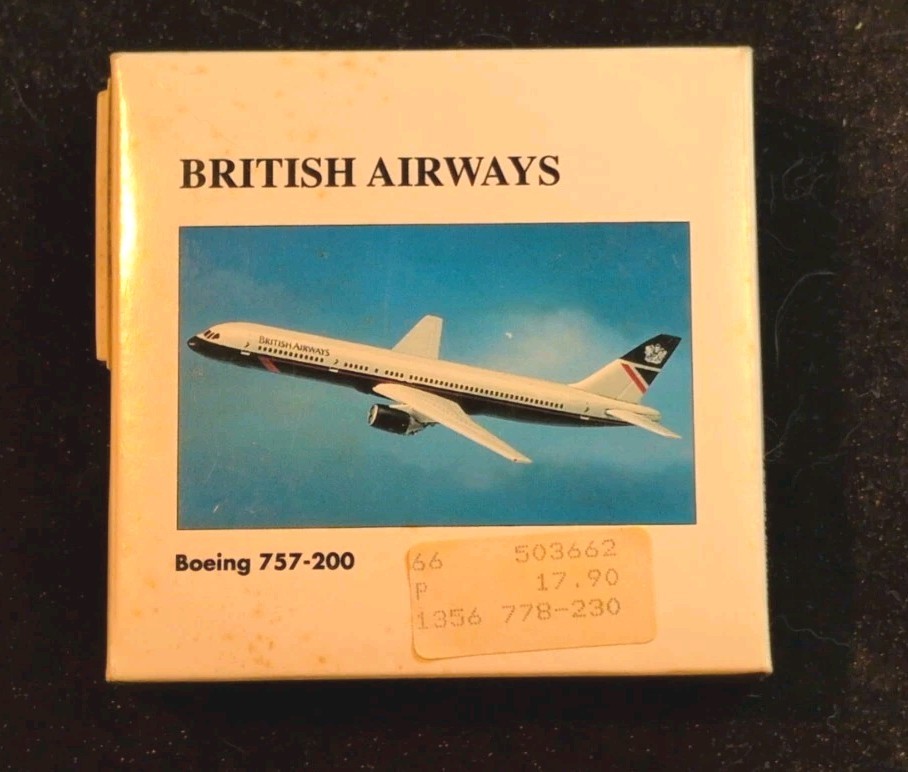 BRITISH AIRWAYS
BRITISH AIRWAYS
Boeing 757-200
66 503662
P 17.90
1356 778-230